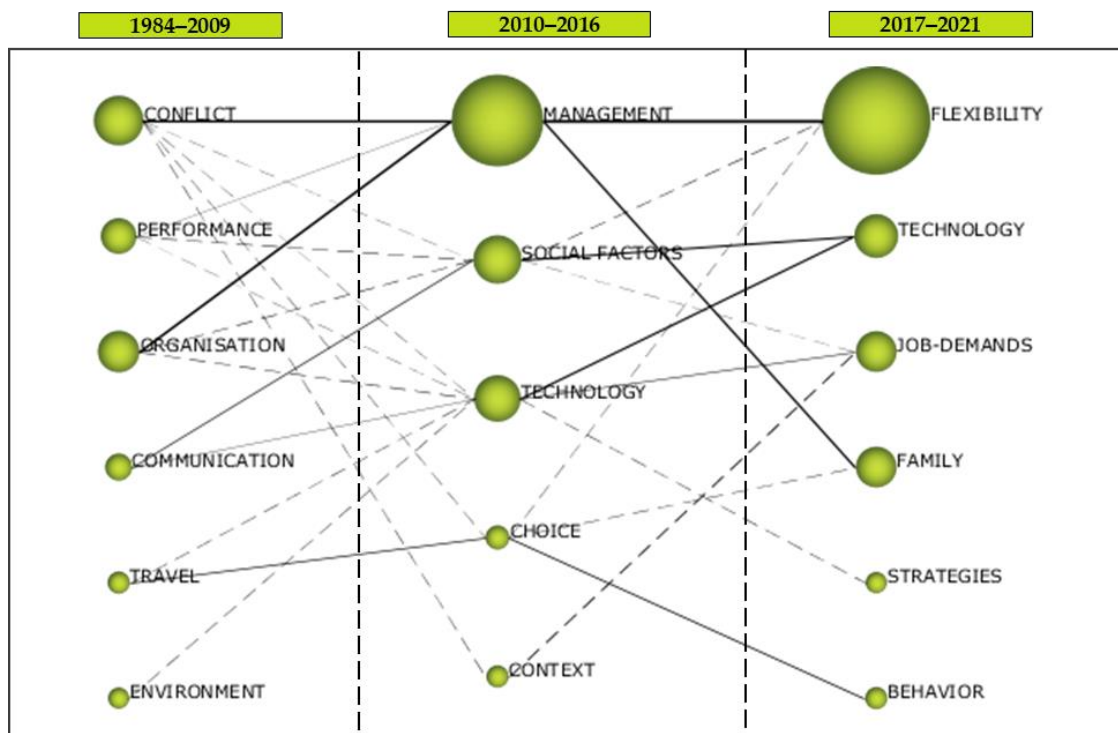 1984–2009
2010–2016
2017–2021
CONFLICT
MANAGEMENT
FLEXIBILITY
PERFORMANCE
SOCIAL FACTORS
TECHNOLOGY
ORGANISATION
TECHNOLOGY
JOB-DEMANDS
COMMUNICATION
CHOICE
FAMILY
TRAVEL
CONTEXT
STRATEGIES
ENVIRONMENT
BEHAVIOR